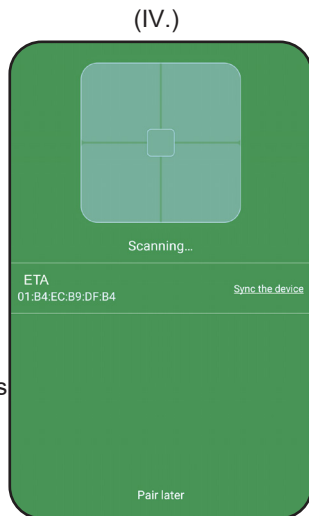 (IV.)
Scanning...
ETA
01:B4:EC:B9:DF:B4
Sync the device
s
Pair later